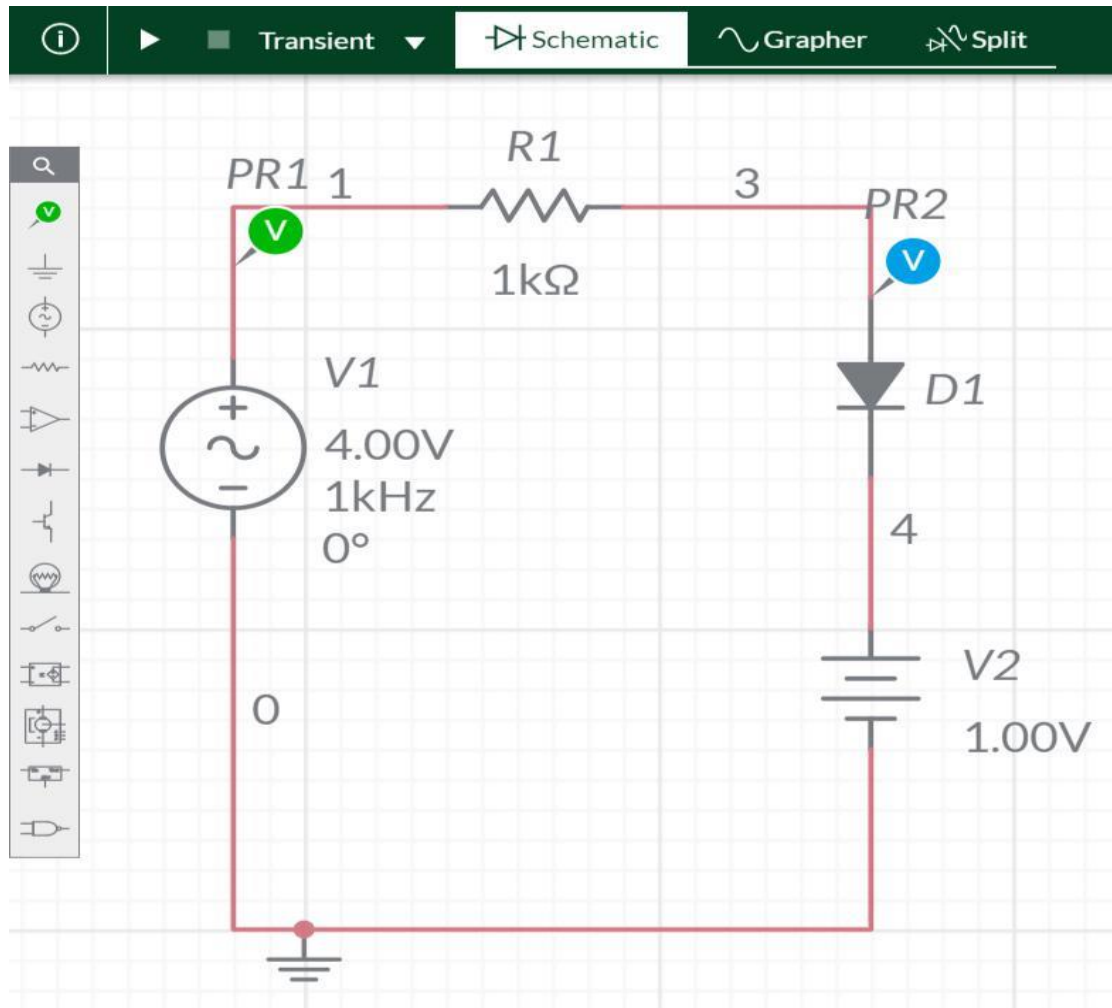 Transient
Schematic
Grapher
Split
PR1
1
R1
3
PR2
V
V
V
1kΩ
V1
4.00V
1kHz
0°
D1
4
0
V2
1.00V